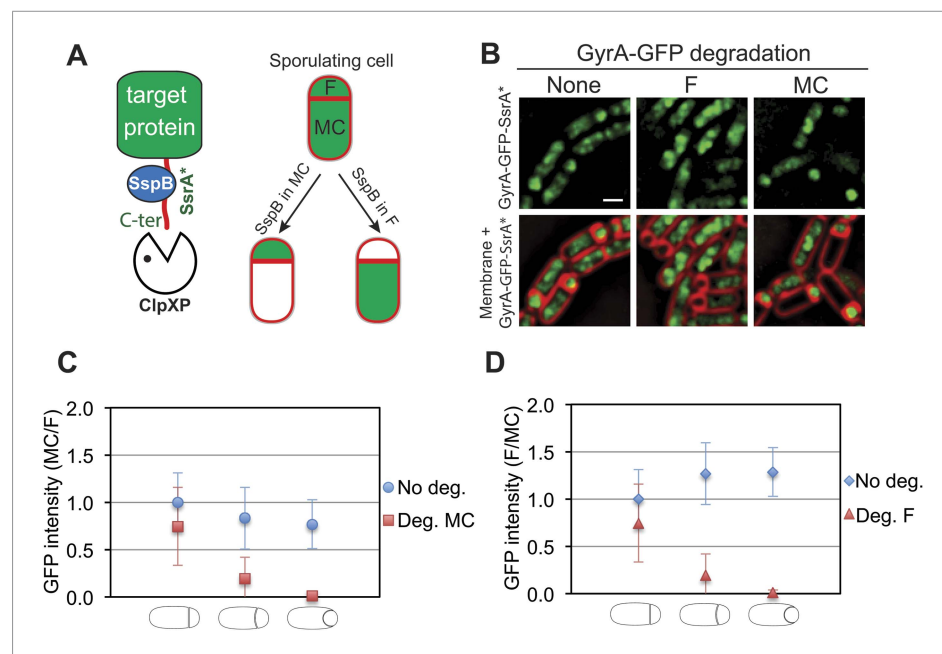 A
target
protein
SspB
SsrA*
C-ter
ClpXP
Sporulating cell
F
MC
SspB in MC
SspB in F
B
GyrA-GFP degradation
None
F
MC
GyrA-GFP-SsrA*
Membrane +
GyrA-GFP-SsrA*
C
GFP intensity (MC/F)
2.0
1.5
1.0
0.5
0.0
No deg.
Deg. MC
D
GFP intensity (F/MC)
2.0
1.5
1.0
0.5
0.0
No deg.
Deg. F